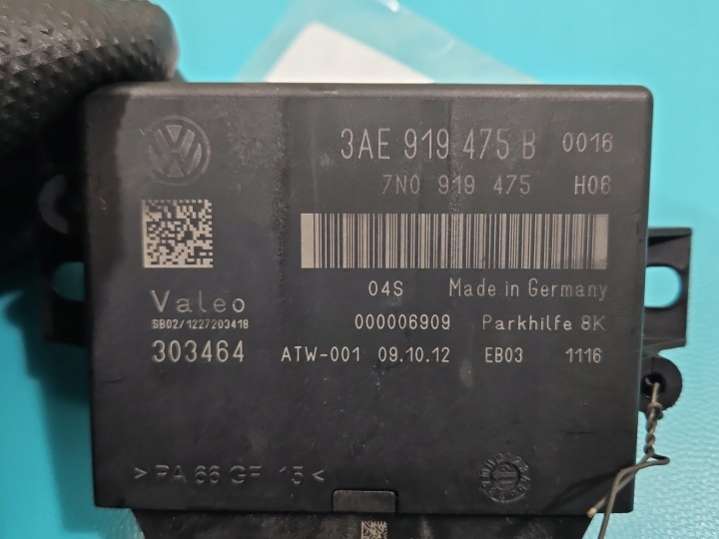 3AE 919 475 B 0016
7N0 919 475 H06
04S Made in Germany
Valeo
SB02/1227203418
000006909 Parkhilfe 8K
303464 ATW-001 09.10.12 EB03 1116
>PA 66 GF 15<